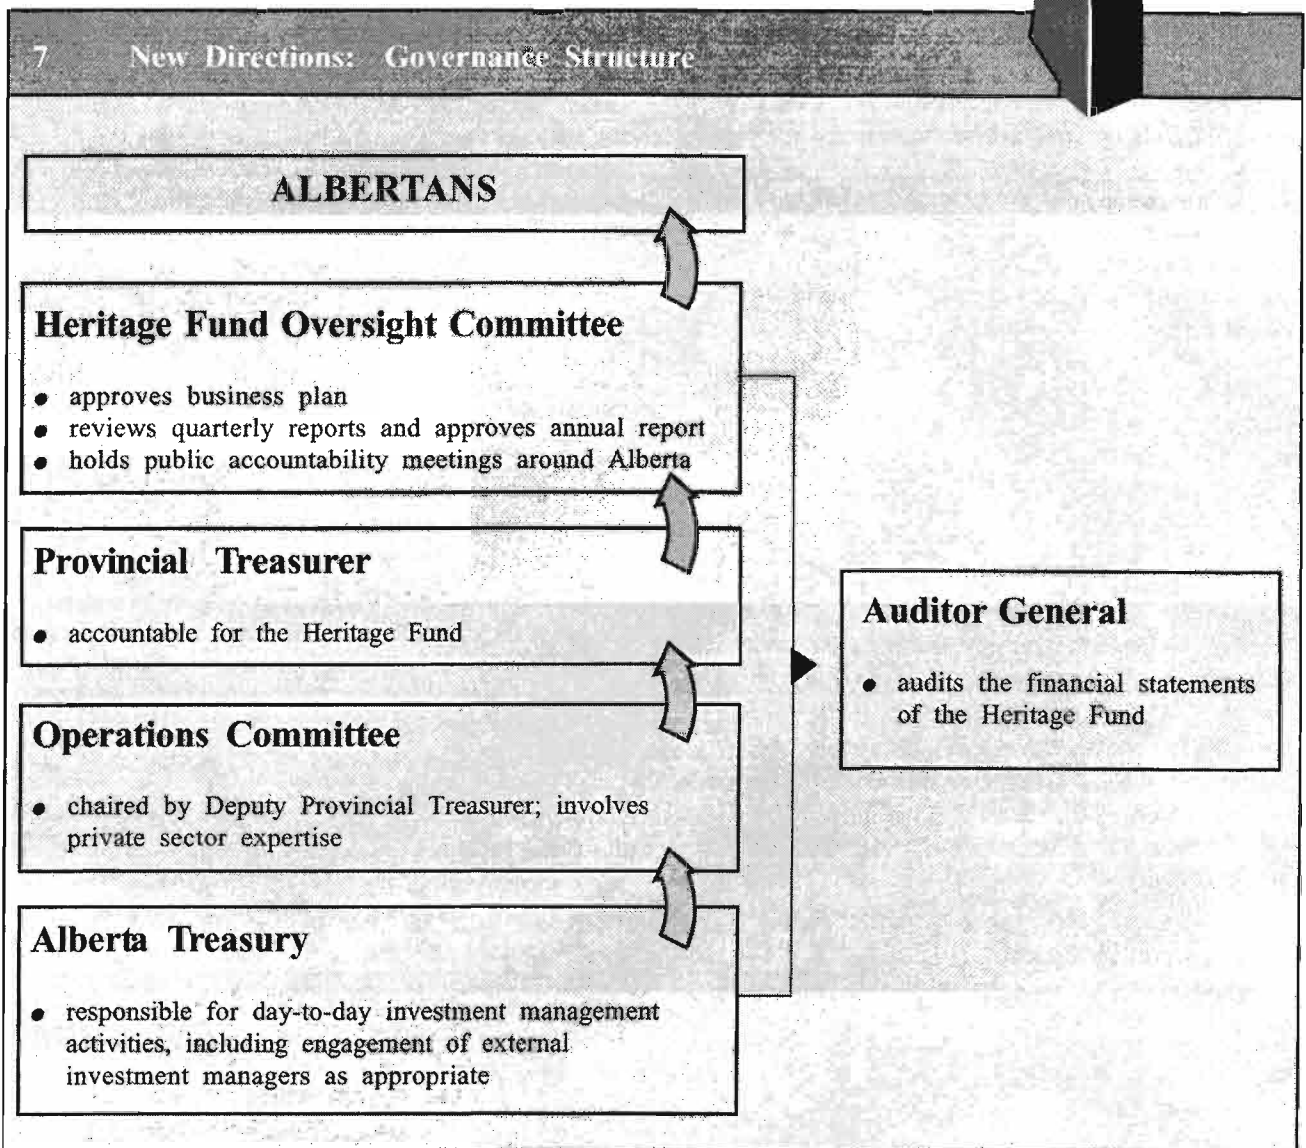 7 New Directions: Governance Structure
ALBERTANS
Heritage Fund Oversight Committee
• approves business plan
• reviews quarterly reports and approves annual report
• holds public accountability meetings around Alberta
Provincial Treasurer
• accountable for the Heritage Fund
Operations Committee
• chaired by Deputy Provincial Treasurer; involves
private sector expertise
Alberta Treasury
• responsible for day-to-day investment management
activities, including engagement of external
investment managers as appropriate
Auditor General
• audits the financial statements
of the Heritage Fund